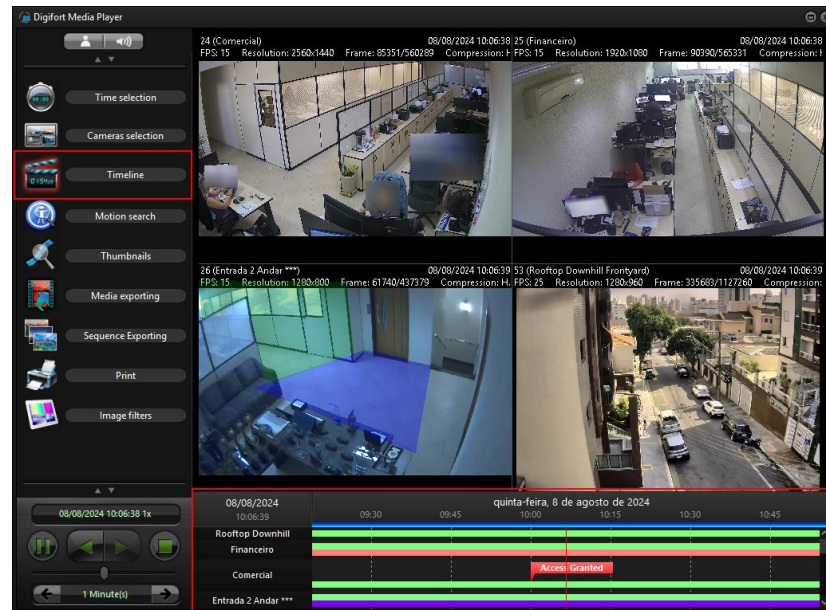 Digifort Media Player
Time selection
Cameras selection
Timeline
Motion search
Thumbnails
Media exporting
Sequence Exporting
Print
Image filters
08/08/2024 10:06:38 1x
1 Minute(s)
24 (Comercial) 08/08/2024 10:06:38
FPS: 15 Resolution: 2560x1440 Frame: 85351/560289 Compression: H
25 (Financeiro) 08/08/2024 10:06:38
FPS: 15 Resolution: 1920x1080 Frame: 90390/565331 Compression: H
26 (Entrada 2 Andar ***) 08/08/2024 10:06:39
FPS: 15 Resolution: 1280x800 Frame: 61740/437379 Compression: H.
53 (Rooftop Downhill Frontyard) 08/08/2024 10:06:39
FPS: 25 Resolution: 1280x960 Frame: 335683/1127260 Compression:
08/08/2024 quinta-feira, 8 de agosto de 2024
10:06:39 09:30 09:45 10:00 10:15 10:30 10:45
Rooftop Downhill
Financeiro
Comercial Access Granted
Entrada 2 Andar ***